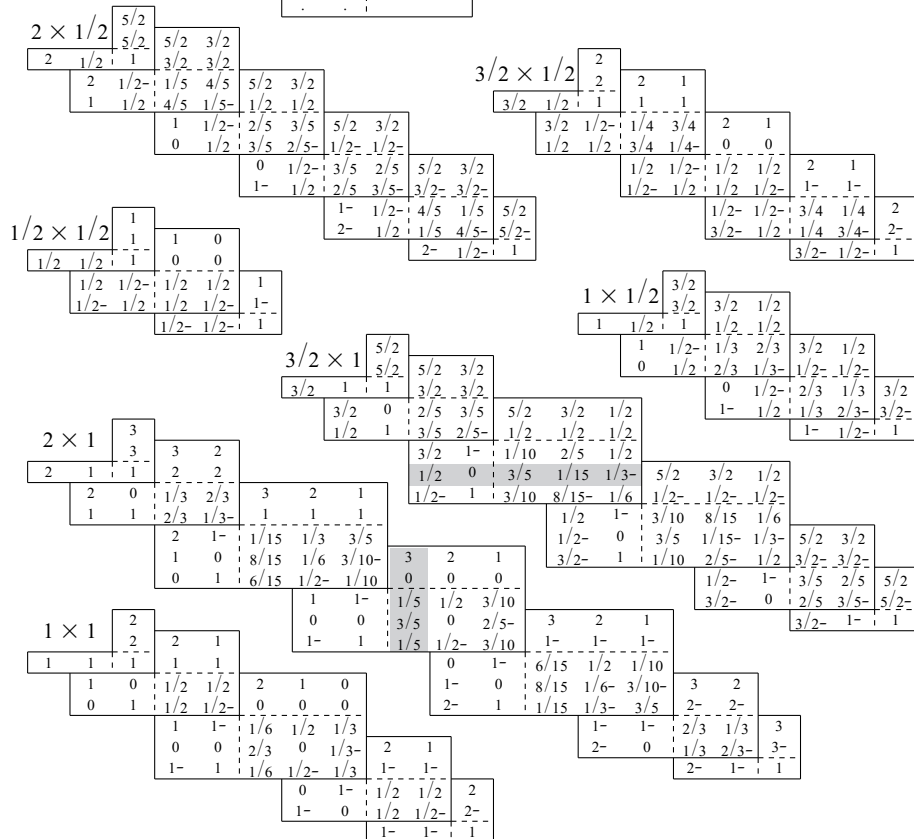 2 × 1/2
5/2
5/2 5/2 3/2
2 1/2 1 3/2 3/2
2 1/2− 1/5 4/5 5/2 3/2
1 1/2 4/5 1/5− 1/2 1/2
1 1/2− 2/5 3/5 5/2 3/2
0 1/2 3/5 2/5− 1/2− 1/2−
0 1/2− 3/5 2/5 5/2 3/2
1− 1/2 2/5 3/5− 3/2− 3/2−
1− 1/2− 4/5 1/5 5/2
2− 1/2 1/5 4/5− 5/2−
2− 1/2− 1
3/2 × 1/2
2
2 2 1
3/2 1/2 1 1 1
3/2 1/2− 1/4 3/4 2 1
1/2 1/2 3/4 1/4− 0 0
1/2 1/2− 1/2 1/2 2 1
1/2− 1/2 1/2 1/2− 1− 1−
1/2− 1/2− 3/4 1/4 2
3/2− 1/2 1/4 3/4− 2−
3/2− 1/2− 1
1/2 × 1/2
1
1 1 0
1/2 1/2 1 0 0
1/2 1/2− 1/2 1/2 1
1/2− 1/2 1/2 1/2− 1−
1/2− 1/2− 1
1 × 1/2
3/2
3/2 3/2 1/2
1 1/2 1 1/2 1/2
1 1/2− 1/3 2/3 3/2 1/2
0 1/2 2/3 1/3− 1/2− 1/2−
0 1/2− 2/3 1/3 3/2
1− 1/2 1/3 2/3− 3/2−
1− 1/2− 1
3/2 × 1
5/2
5/2 5/2 3/2
3/2 1 1 3/2 3/2
3/2 0 2/5 3/5 5/2 3/2 1/2
1/2 1 3/5 2/5− 1/2 1/2 1/2
3/2 1− 1/10 2/5 1/2
1/2 0 3/5 1/15 1/3− 5/2 3/2 1/2
1/2− 1 3/10 8/15− 1/6 1/2− 1/2− 1/2−
1/2 1− 3/10 8/15 1/6
1/2− 0 3/5 1/15− 1/3− 5/2 3/2
3/2− 1 1/10 2/5− 1/2 3/2− 3/2−
1/2− 1− 3/5 2/5 5/2
3/2− 0 2/5 3/5− 5/2−
3/2− 1− 1
2 × 1
3
3 3 2
2 1 1 2 2
2 0 1/3 2/3 3 2 1
1 1 2/3 1/3− 1 1 1
2 1− 1/15 1/3 3/5
1 0 8/15 1/6 3/10− 3 2 1
0 1 6/15 1/2− 1/10 0 0 0
1 1− 1/5 1/2 3/10
0 0 3/5 0 2/5− 3 2 1
1− 1 1/5 1/2− 3/10 1− 1− 1−
0 1− 6/15 1/2 1/10
1− 0 8/15 1/6− 3/10− 3 2
2− 1 1/15 1/3− 3/5 2− 2−
1− 1− 2/3 1/3 3
2− 0 1/3 2/3− 3−
2− 1− 1
1 × 1
2
2 2 1
1 1 1 1 1
1 0 1/2 1/2 2 1 0
0 1 1/2 1/2− 0 0 0
1 1− 1/6 1/2 1/3
0 0 2/3 0 1/3− 2 1
1− 1 1/6 1/2− 1/3 1− 1−
0 1− 1/2 1/2 2
1− 0 1/2 1/2− 2−
1− 1− 1